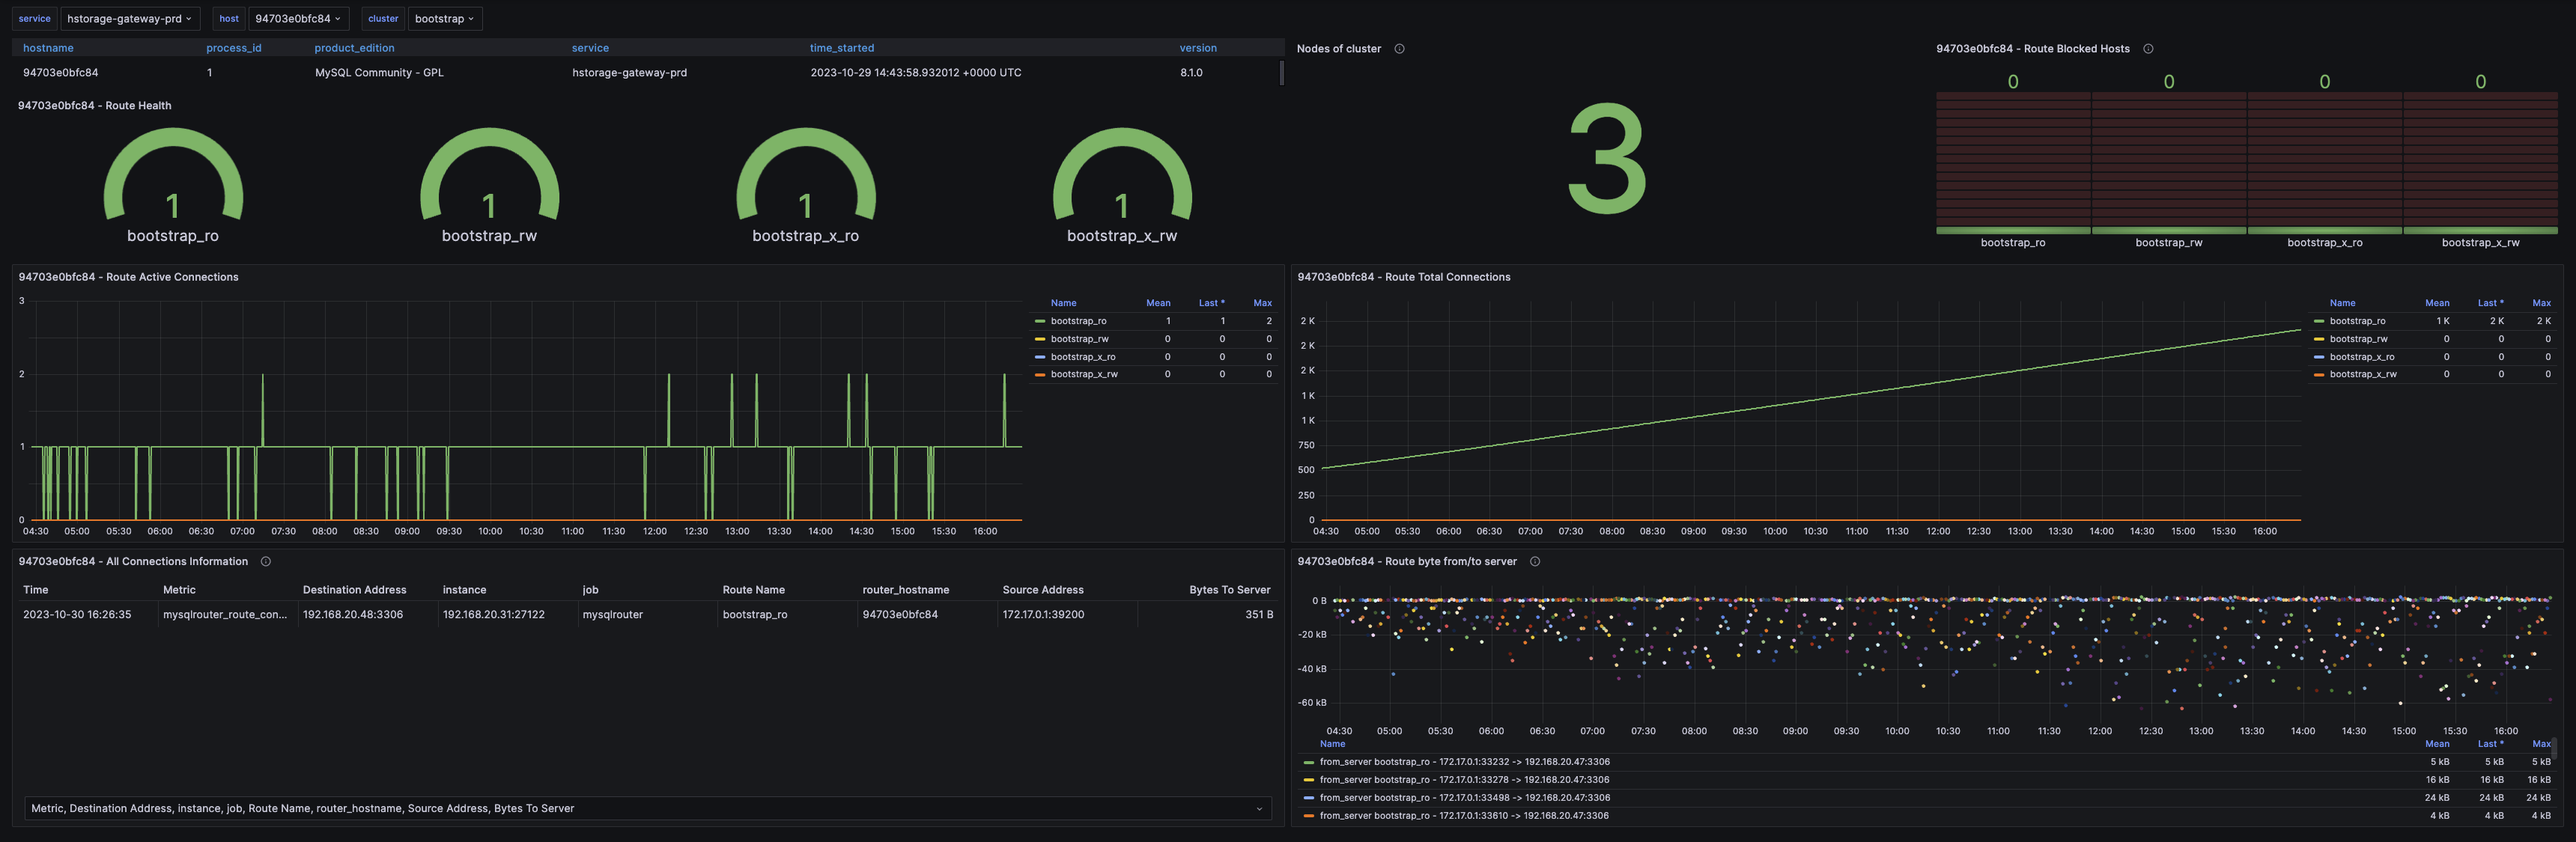 service hstorage-gateway-prd host 94703e0bfc84 cluster bootstrap
hostname process_id product_edition service time_started version
94703e0bfc84 1 MySQL Community - GPL hstorage-gateway-prd 2023-10-29 14:43:58.932012 +0000 UTC 8.1.0
94703e0bfc84 - Route Health
1 1 1 1
bootstrap_ro bootstrap_rw bootstrap_x_ro bootstrap_x_rw
Nodes of cluster
3
94703e0bfc84 - Route Blocked Hosts
0 0 0 0
bootstrap_ro bootstrap_rw bootstrap_x_ro bootstrap_x_rw
94703e0bfc84 - Route Active Connections
3
2
1
0
04:30 05:00 05:30 06:00 06:30 07:00 07:30 08:00 08:30 09:00 09:30 10:00 10:30 11:00 11:30 12:00 12:30 13:00 13:30 14:00 14:30 15:00 15:30 16:00
Name Mean Last * Max
bootstrap_ro 1 1 2
bootstrap_rw 0 0 0
bootstrap_x_ro 0 0 0
bootstrap_x_rw 0 0 0
94703e0bfc84 - Route Total Connections
2 K
2 K
2 K
1 K
1 K
750
500
250
0
04:30 05:00 05:30 06:00 06:30 07:00 07:30 08:00 08:30 09:00 09:30 10:00 10:30 11:00 11:30 12:00 12:30 13:00 13:30 14:00 14:30 15:00 15:30 16:00
Name Mean Last * Max
bootstrap_ro 1 K 2 K 2 K
bootstrap_rw 0 0 0
bootstrap_x_ro 0 0 0
bootstrap_x_rw 0 0 0
94703e0bfc84 - All Connections Information
Time Metric Destination Address instance job Route Name router_hostname Source Address Bytes To Server
2023-10-30 16:26:35 mysqlrouter_route_con... 192.168.20.48:3306 192.168.20.31:27122 mysqlrouter bootstrap_ro 94703e0bfc84 172.17.0.1:39200 351 B
Metric, Destination Address, instance, job, Route Name, router_hostname, Source Address, Bytes To Server
94703e0bfc84 - Route byte from/to server
0 B
-20 kB
-40 kB
-60 kB
04:30 05:00 05:30 06:00 06:30 07:00 07:30 08:00 08:30 09:00 09:30 10:00 10:30 11:00 11:30 12:00 12:30 13:00 13:30 14:00 14:30 15:00 15:30 16:00
Name Mean Last * Max
from_server bootstrap_ro - 172.17.0.1:33232 -> 192.168.20.47:3306 5 kB 5 kB 5 kB
from_server bootstrap_ro - 172.17.0.1:33278 -> 192.168.20.47:3306 16 kB 16 kB 16 kB
from_server bootstrap_ro - 172.17.0.1:33498 -> 192.168.20.47:3306 24 kB 24 kB 24 kB
from_server bootstrap_ro - 172.17.0.1:33610 -> 192.168.20.47:3306 4 kB 4 kB 4 kB